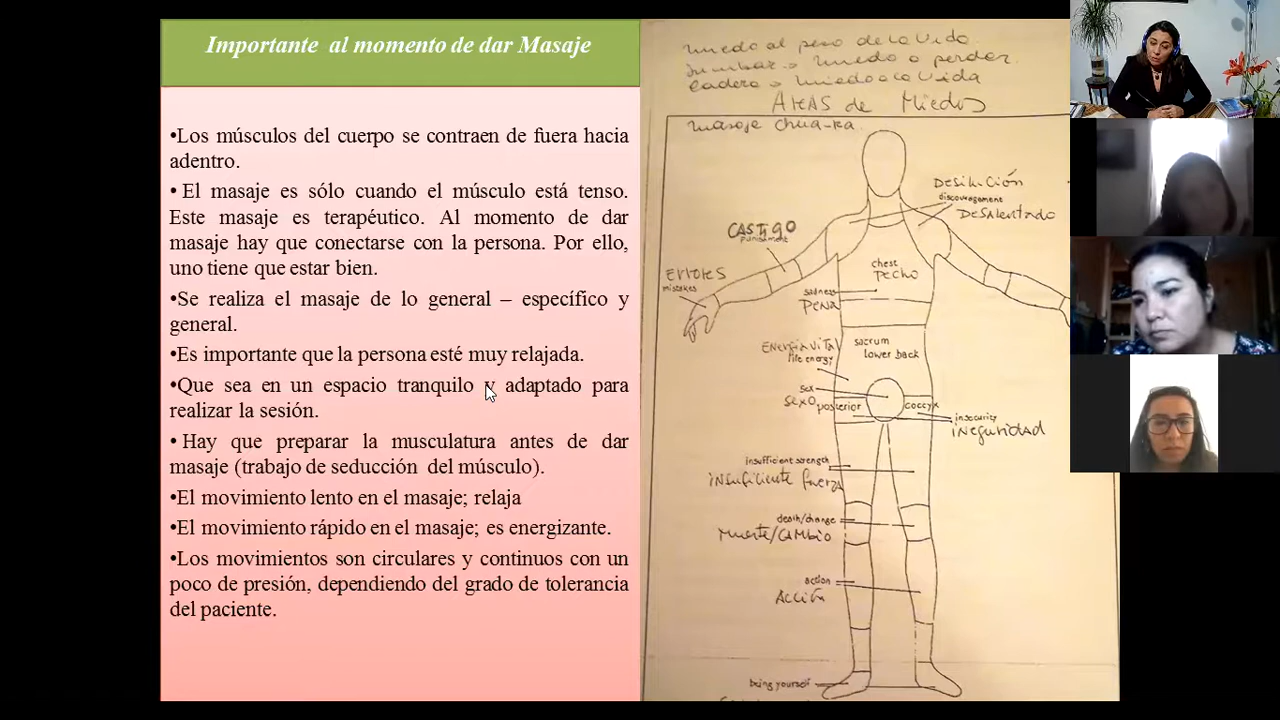 Importante al momento de dar Masaje
•Los músculos del cuerpo se contraen de fuera hacia
adentro.
• El masaje es sólo cuando el músculo está tenso.
Este masaje es terapéutico. Al momento de dar
masaje hay que conectarse con la persona. Por ello,
uno tiene que estar bien.
•Se realiza el masaje de lo general – específico y
general.
•Es importante que la persona esté muy relajada.
•Que sea en un espacio tranquilo y adaptado para
realizar la sesión.
• Hay que preparar la musculatura antes de dar
masaje (trabajo de seducción del músculo).
•El movimiento lento en el masaje; relaja
•El movimiento rápido en el masaje; es energizante.
•Los movimientos son circulares y continuos con un
poco de presión, dependiendo del grado de tolerancia
del paciente.
miedo al peso de la vida
lumbar → miedo a perder
cadera → miedo a la vida
AREAS de Miedos
masaje chua-ka
DESILUCIÓN
discouragement
DESALENTADO
CASTIGO
punishment
ERRORES
mistakes
chest
PECHO
sadness
PENA
ENERGIA VITAL
life energy
sacrum
lower back
sex
SEXO
posterior
coccyx
insecurity
INSEGURIDAD
insufficient strength
INSUFICIENTE fuerza
death/change
Muerte/CAMBIO
action
ACCIÓN
being yourself